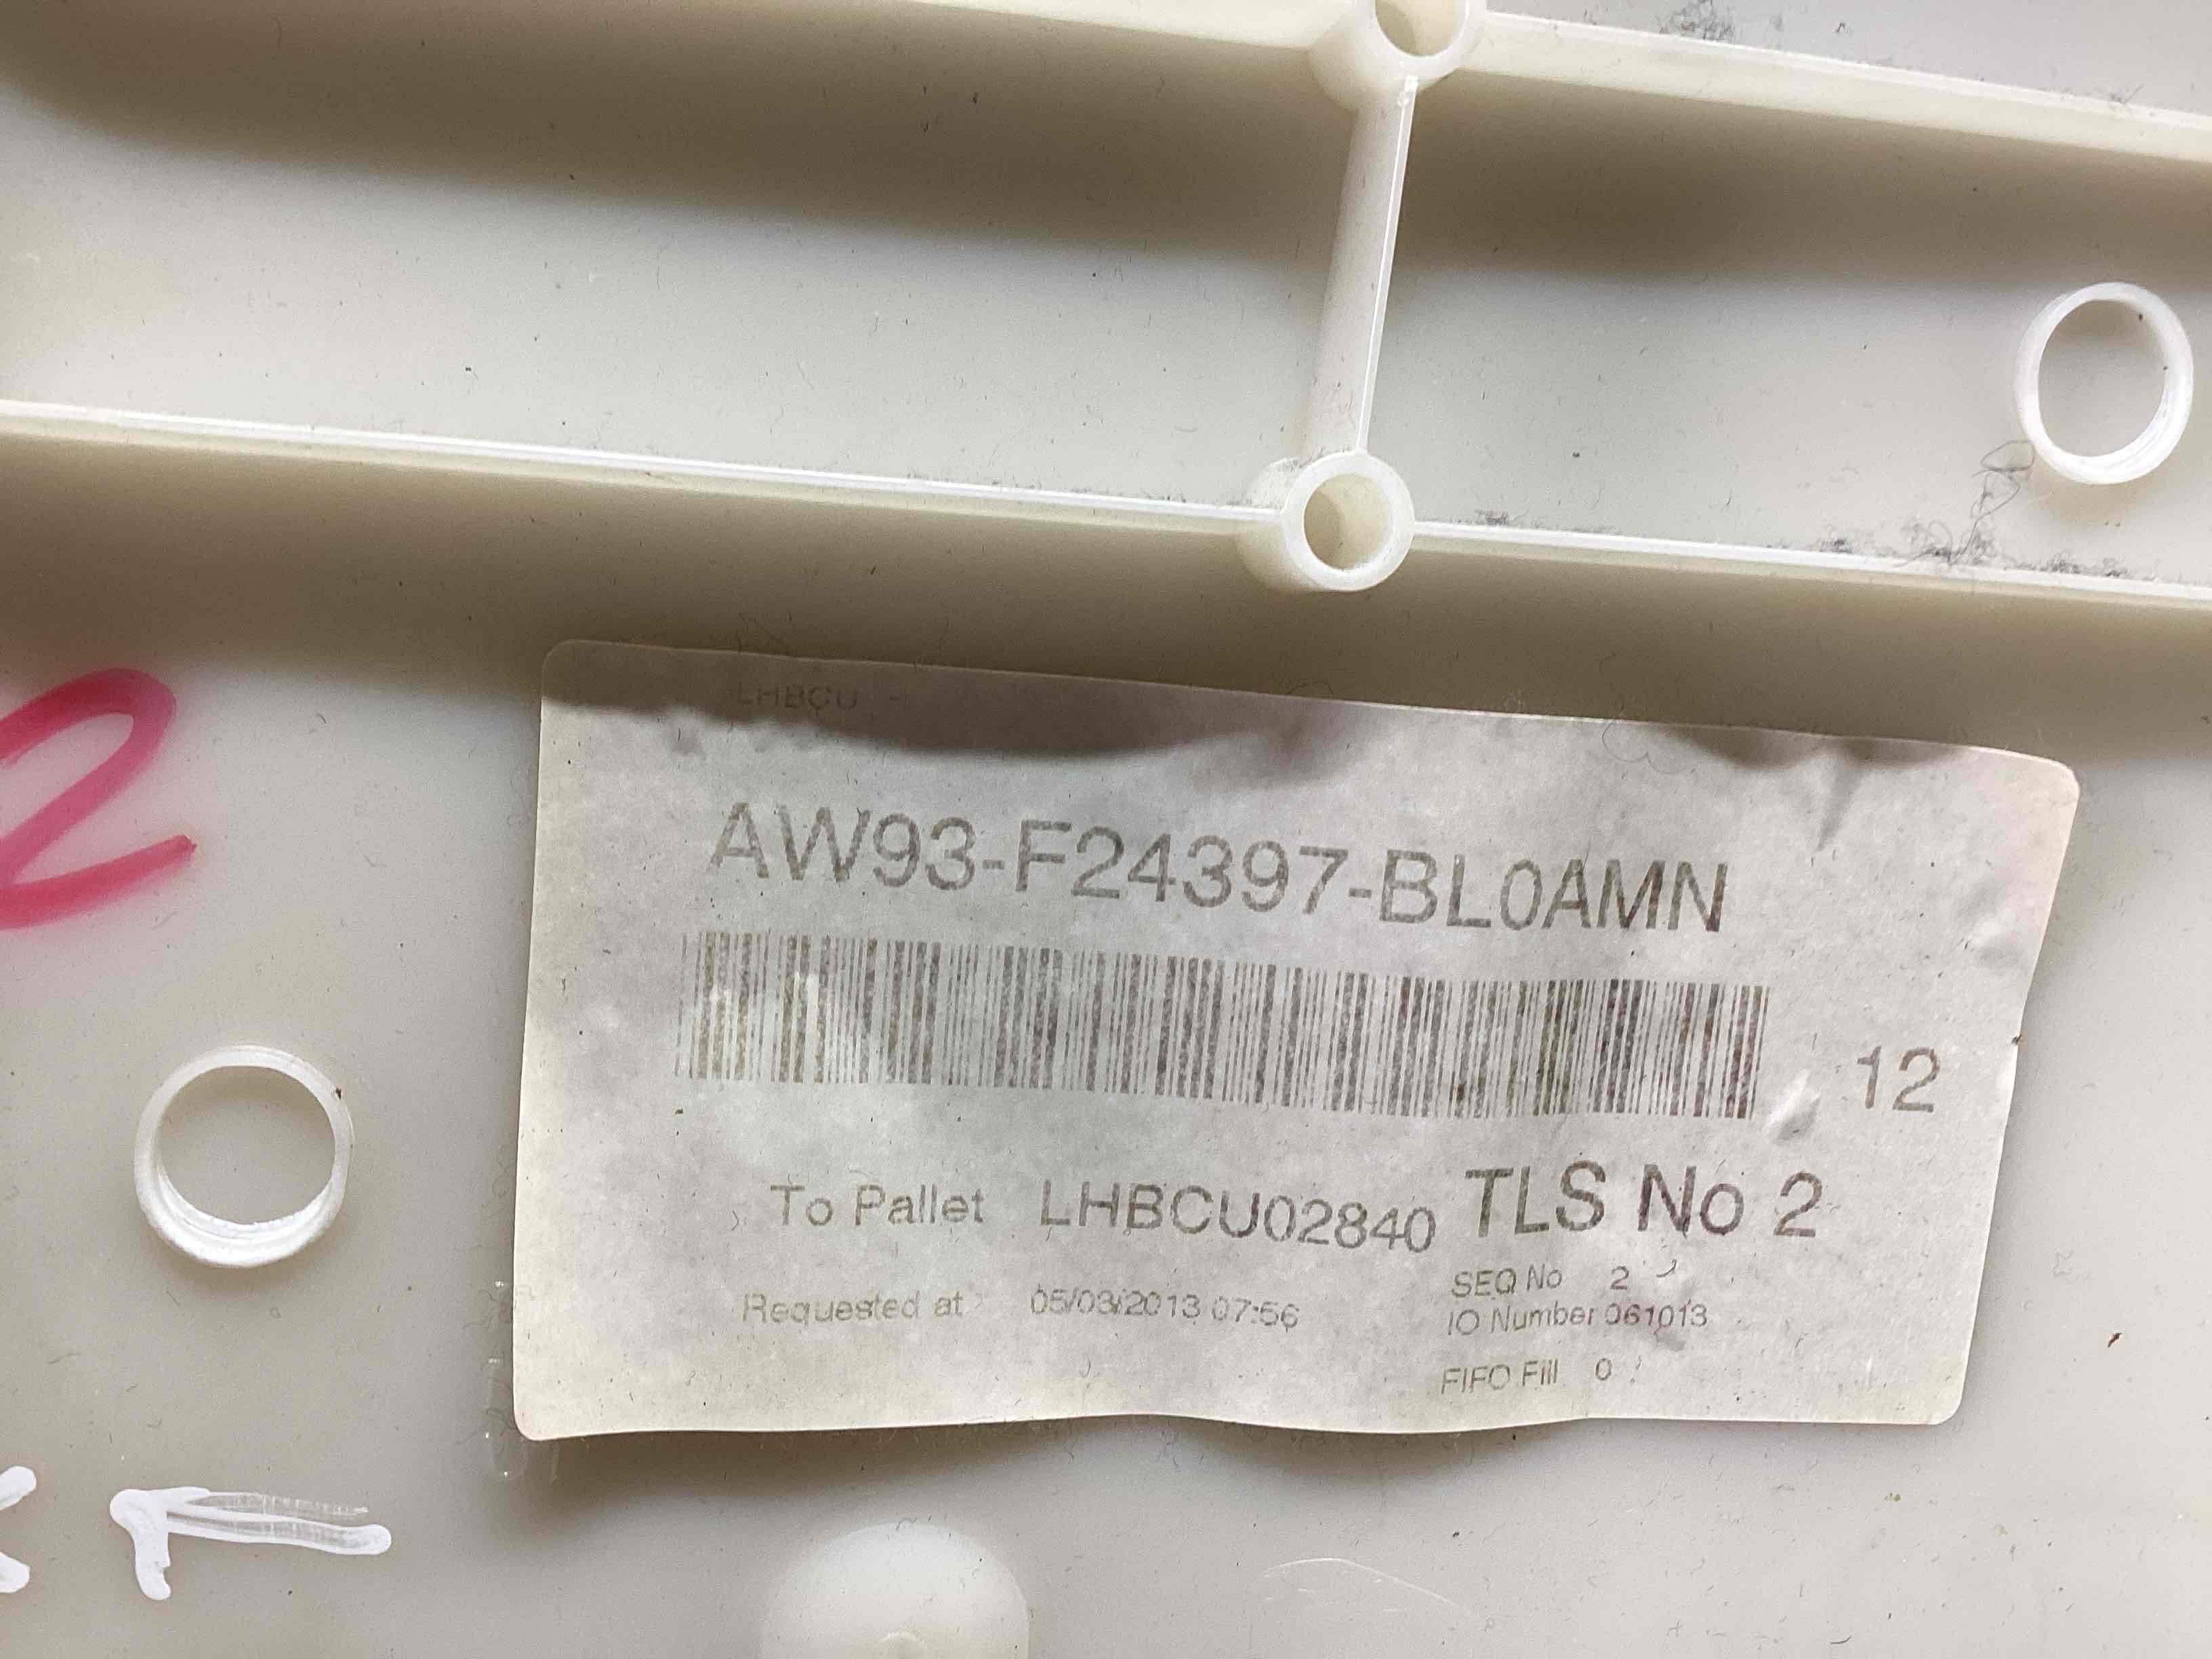 LHBCU -
AW93-F24397-BL0AMN
12
To Pallet LHBCU02840 TLS No 2
SEQ No 2
Requested at 05/03/2013 07:56
IO Number 061013
FIFO Fill 0
2